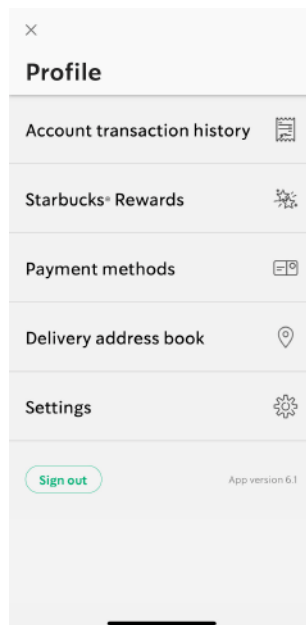 Profile
Account transaction history
Starbucks® Rewards
Payment methods
Delivery address book
Settings
Sign out
App version 6.1